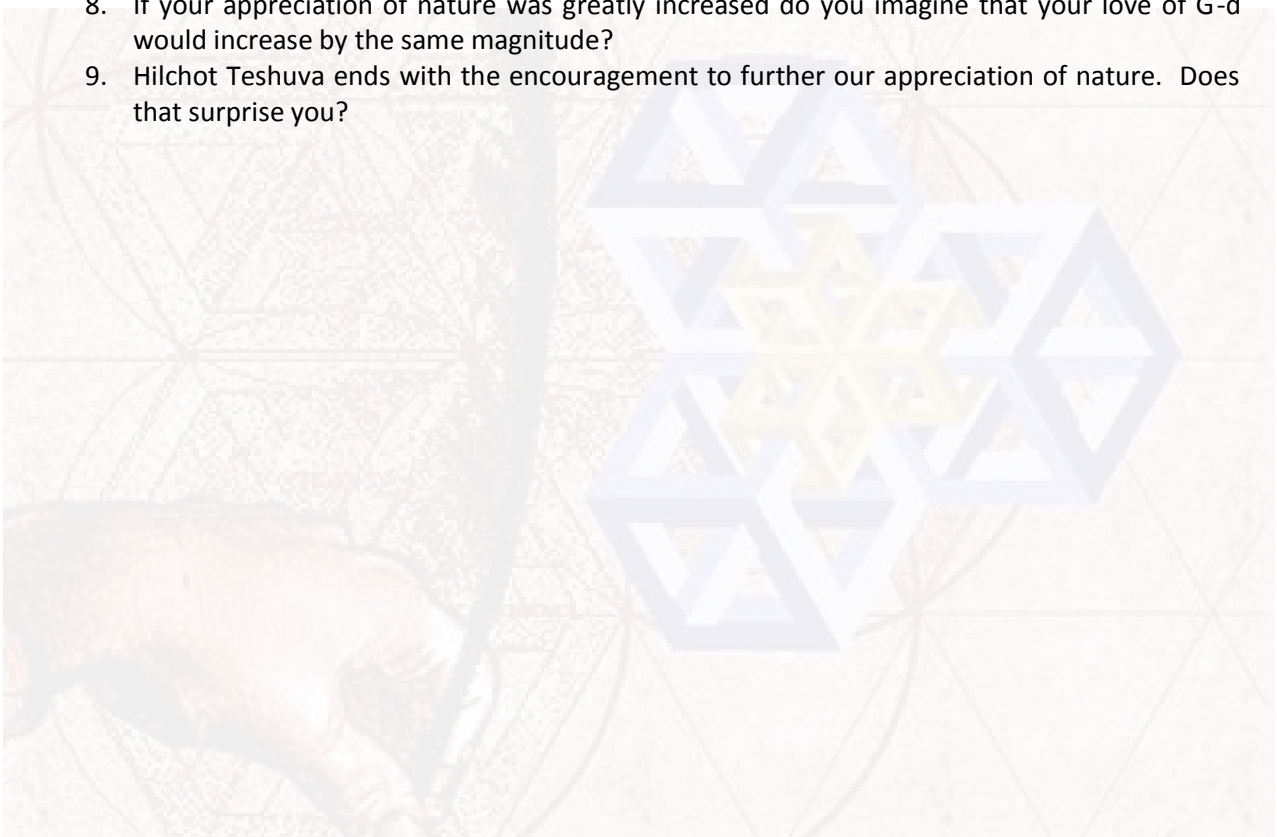 8. If your appreciation of nature was greatly increased do you imagine that your love of G-d
would increase by the same magnitude?
9. Hilchot Teshuva ends with the encouragement to further our appreciation of nature. Does
that surprise you?